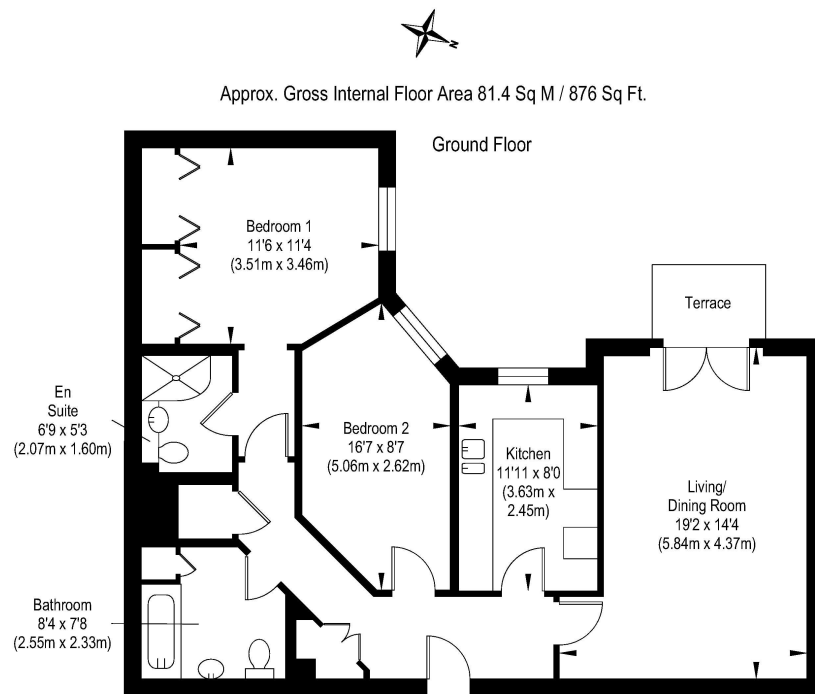 N
Approx. Gross Internal Floor Area 81.4 Sq M / 876 Sq Ft.
Ground Floor
Bedroom 1
11'6 x 11'4
(3.51m x 3.46m)
Terrace
En
Suite
6'9 x 5'3
(2.07m x 1.60m)
Bedroom 2
16'7 x 8'7
(5.06m x 2.62m)
Kitchen
11'11 x 8'0
(3.63m x
2.45m)
Living/
Dining Room
19'2 x 14'4
(5.84m x 4.37m)
Bathroom
8'4 x 7'8
(2.55m x 2.33m)